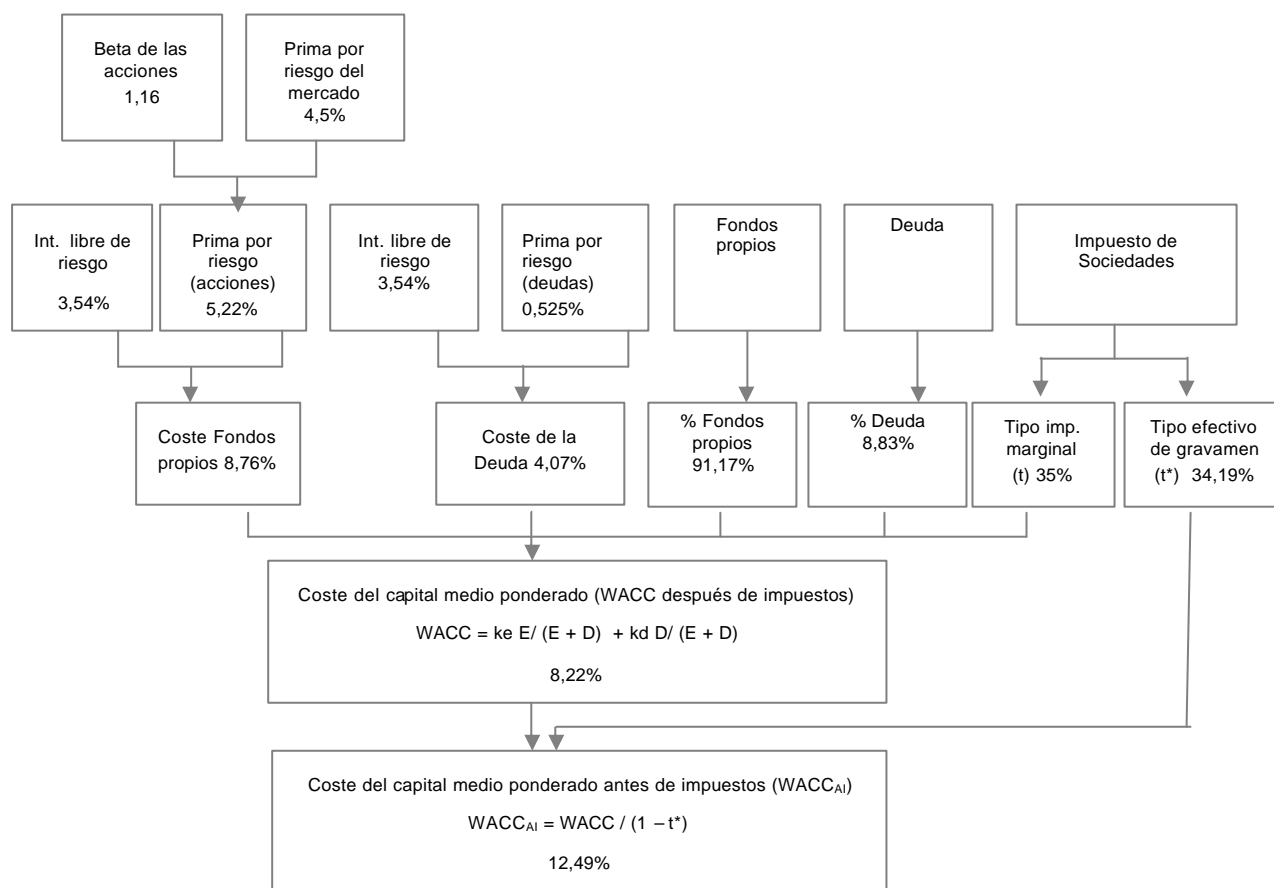 Beta de las
acciones
1,16
Prima por
riesgo del
mercado
4,5%
Int. libre de
riesgo
3,54%
Prima por
riesgo
(acciones)
5,22%
Int. libre de
riesgo
3,54%
Prima por
riesgo
(deudas)
0,525%
Fondos
propios
Deuda
Impuesto de
Sociedades
Coste Fondos
propios 8,76%
Coste de la
Deuda 4,07%
% Fondos
propios
91,17%
% Deuda
8,83%
Tipo imp.
marginal
(t) 35%
Tipo efectivo
de gravamen
(t*) 34,19%
Coste del capital medio ponderado (WACC después de impuestos)
WACC = ke E/ (E + D) + kd D/ (E + D)
8,22%
Coste del capital medio ponderado antes de impuestos (WACCAI)
WACCAI = WACC / (1 – t*)
12,49%